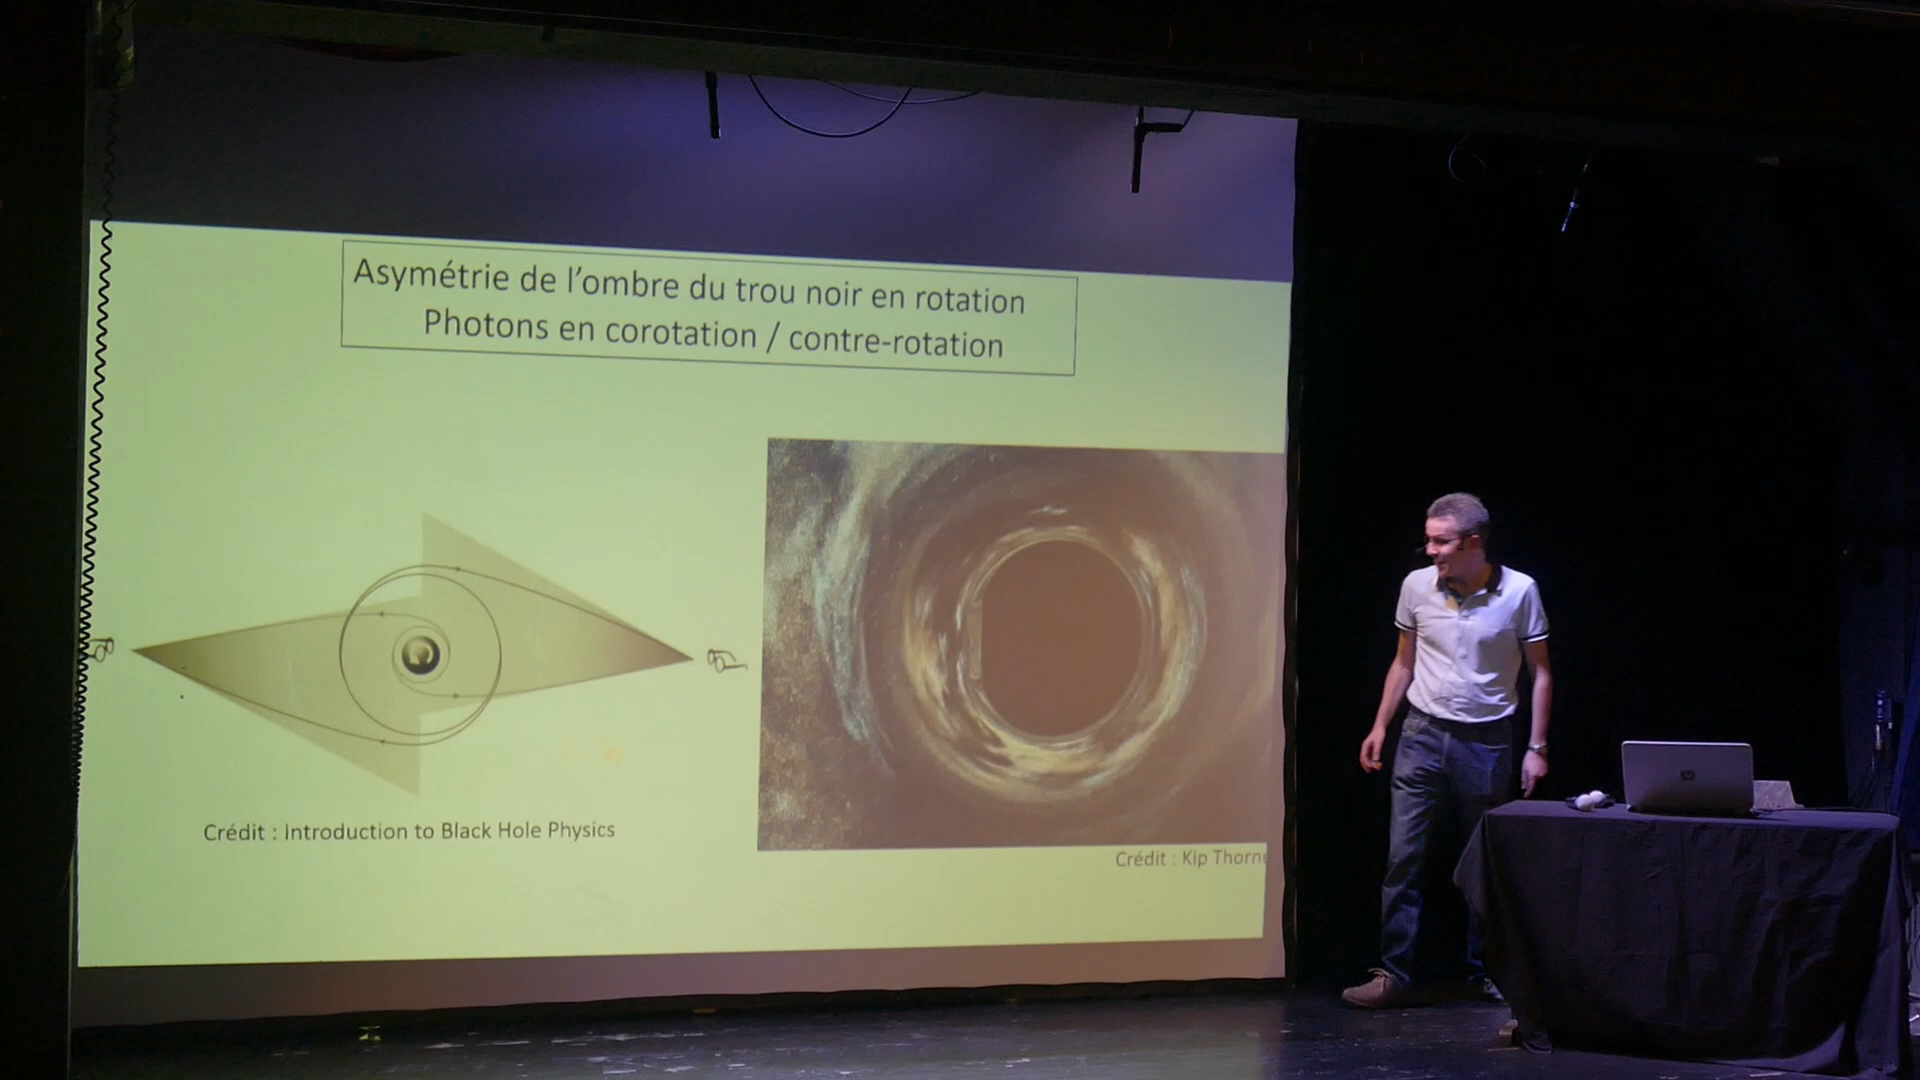 Asymétrie de l'ombre du trou noir en rotation
Photons en corotation / contre-rotation
Crédit : Introduction to Black Hole Physics
Crédit : Kip Thorne
hp